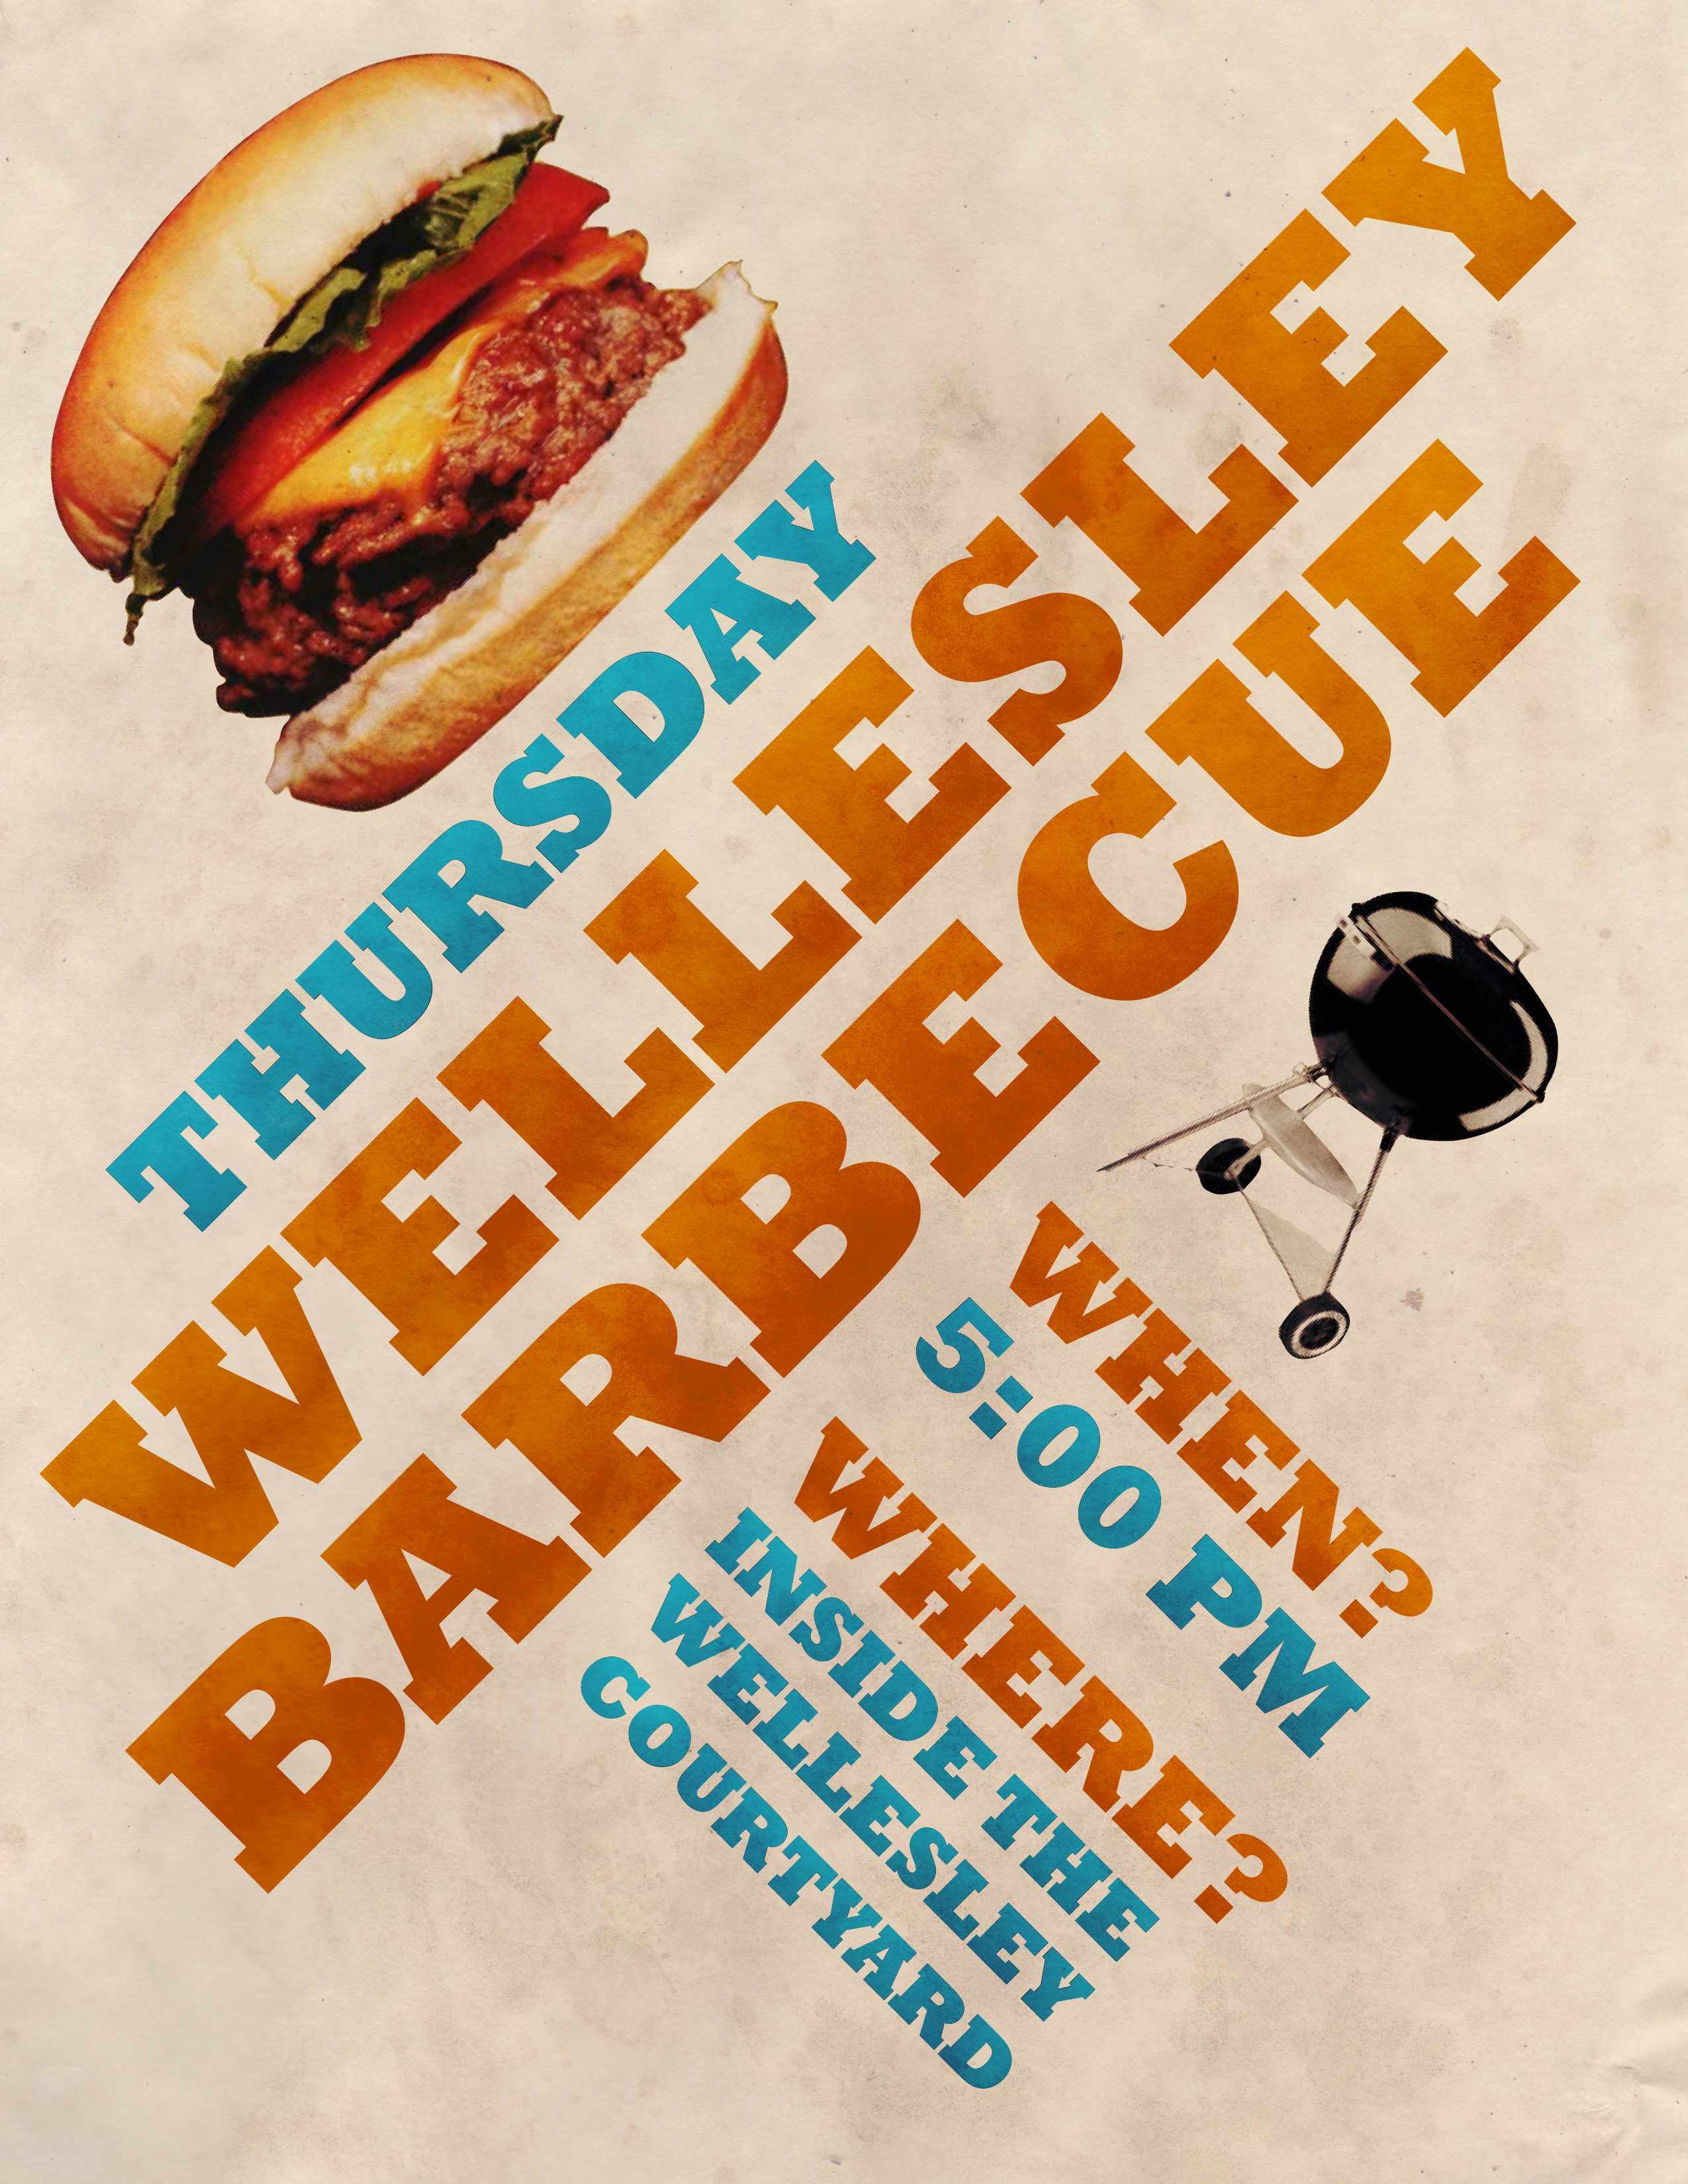 THURSDAY
WELLESLEY
BARBECUE
WHEN?
5:00 PM
WHERE?
INSIDE THE
WELLESLEY
COURTYARD